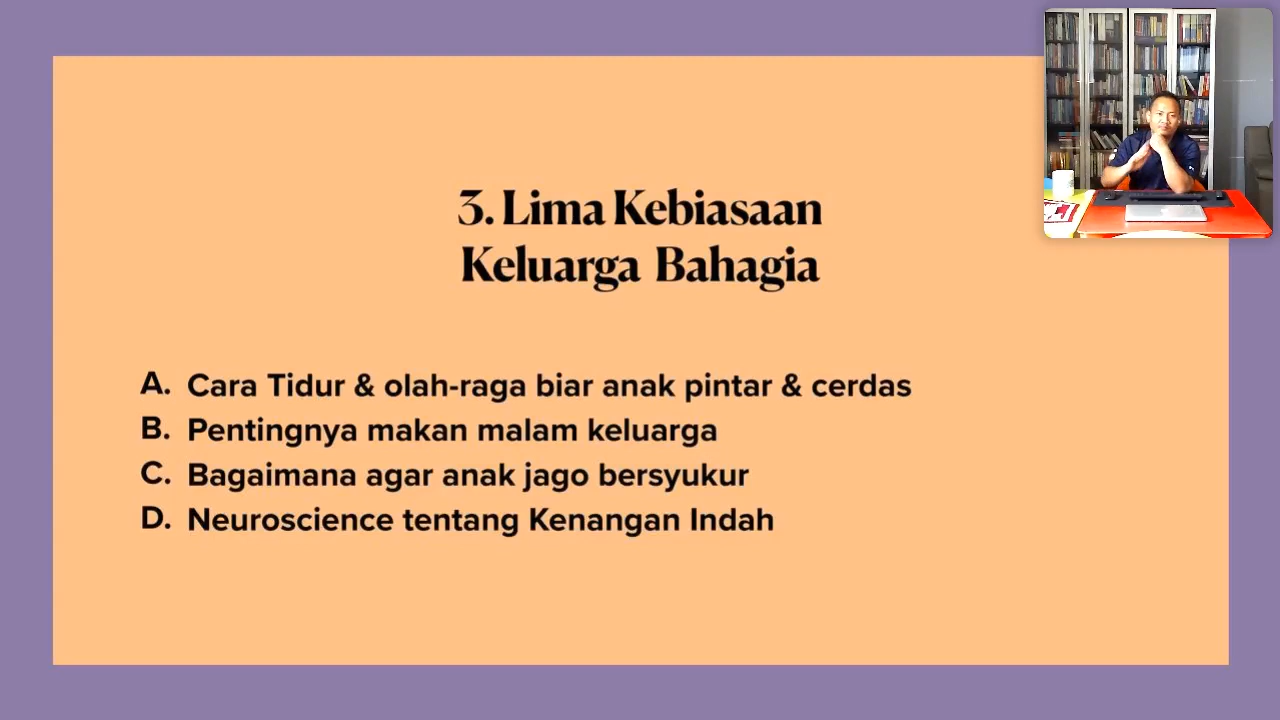 3. Lima Kebiasaan
Keluarga Bahagia
A. Cara Tidur & olah-raga biar anak pintar & cerdas
B. Pentingnya makan malam keluarga
C. Bagaimana agar anak jago bersyukur
D. Neuroscience tentang Kenangan Indah